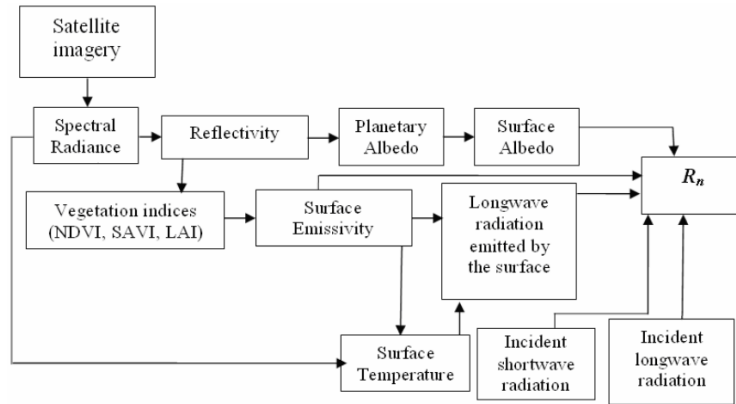 Satellite
imagery
Spectral
Radiance
Reflectivity
Planetary
Albedo
Surface
Albedo
Rn
Vegetation indices
(NDVI, SAVI, LAI)
Surface
Emissivity
Longwave
radiation
emitted by
the surface
Surface
Temperature
Incident
shortwave
radiation
Incident
longwave
radiation